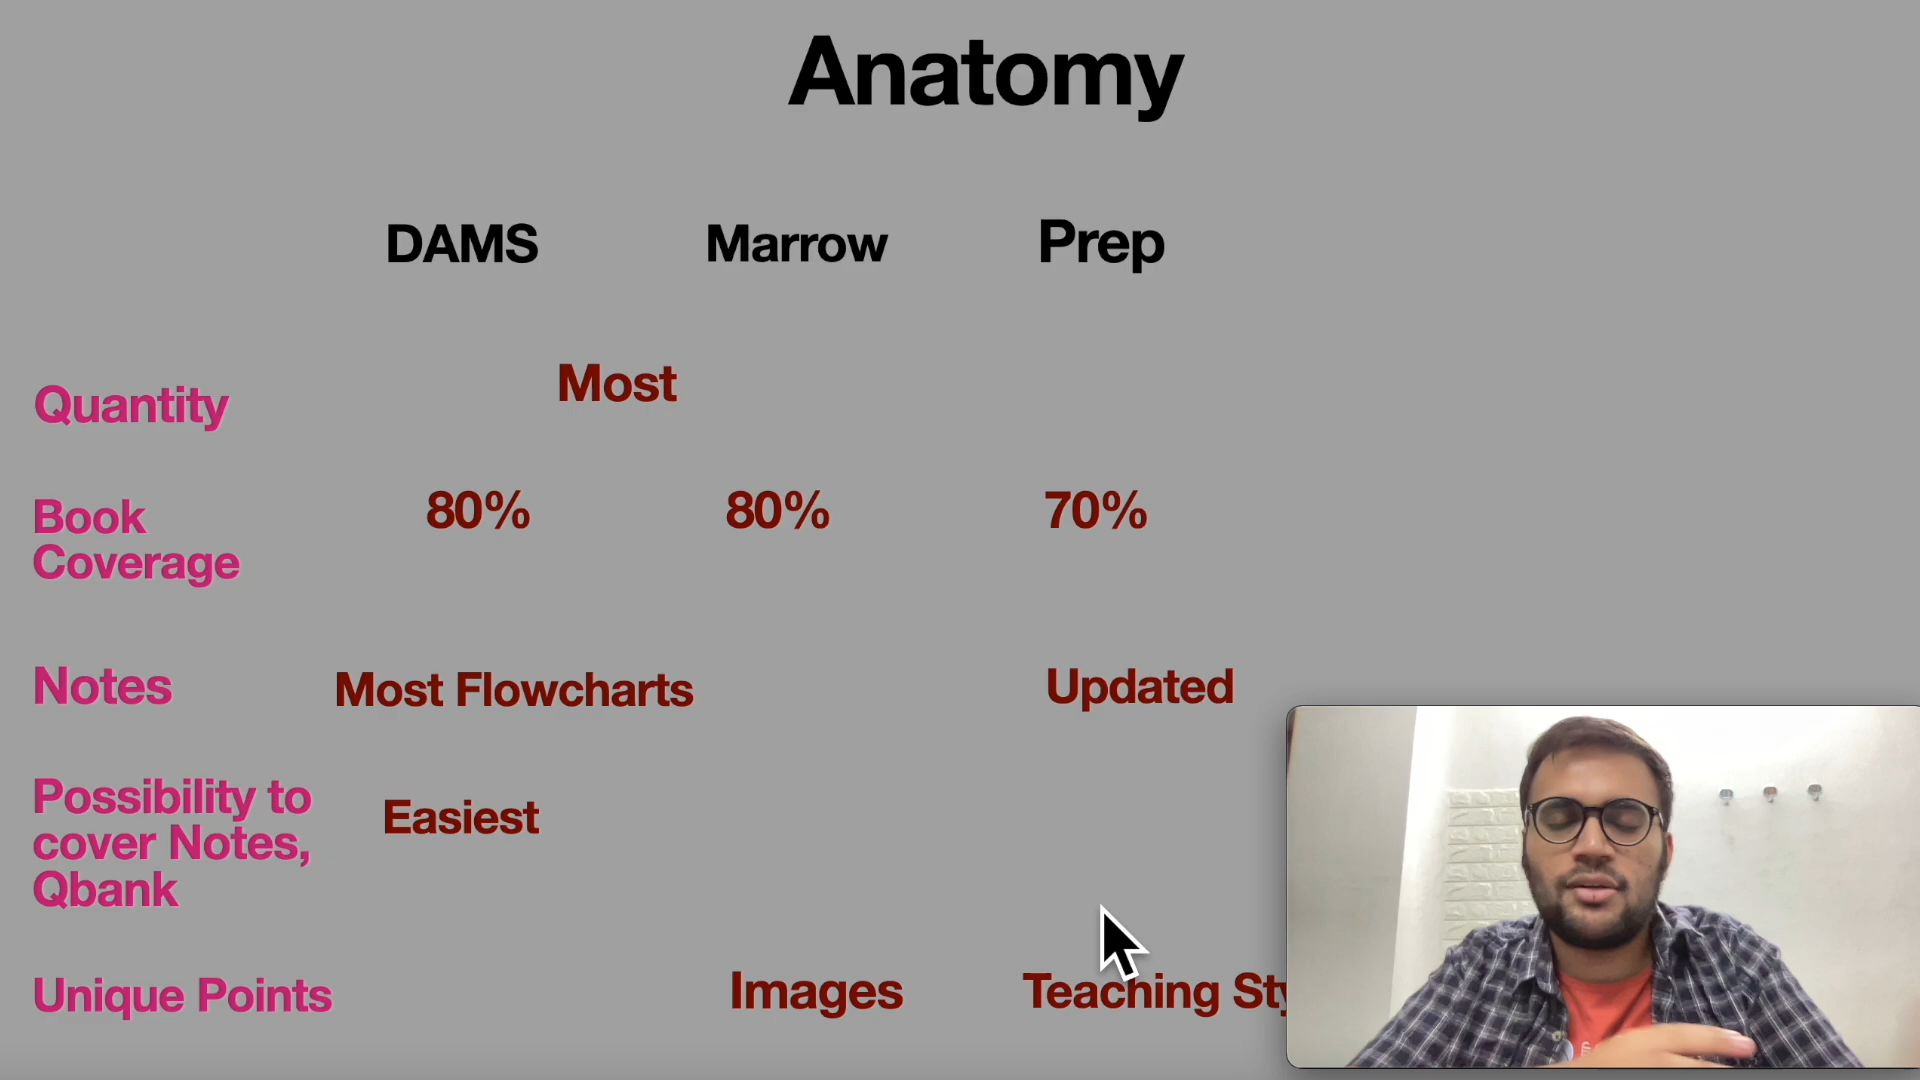 Anatomy
DAMS Marrow Prep
Quantity Most
Book
Coverage 80% 80% 70%
Notes Most Flowcharts Updated
Possibility to
cover Notes,
Qbank Easiest
Unique Points Images Teaching